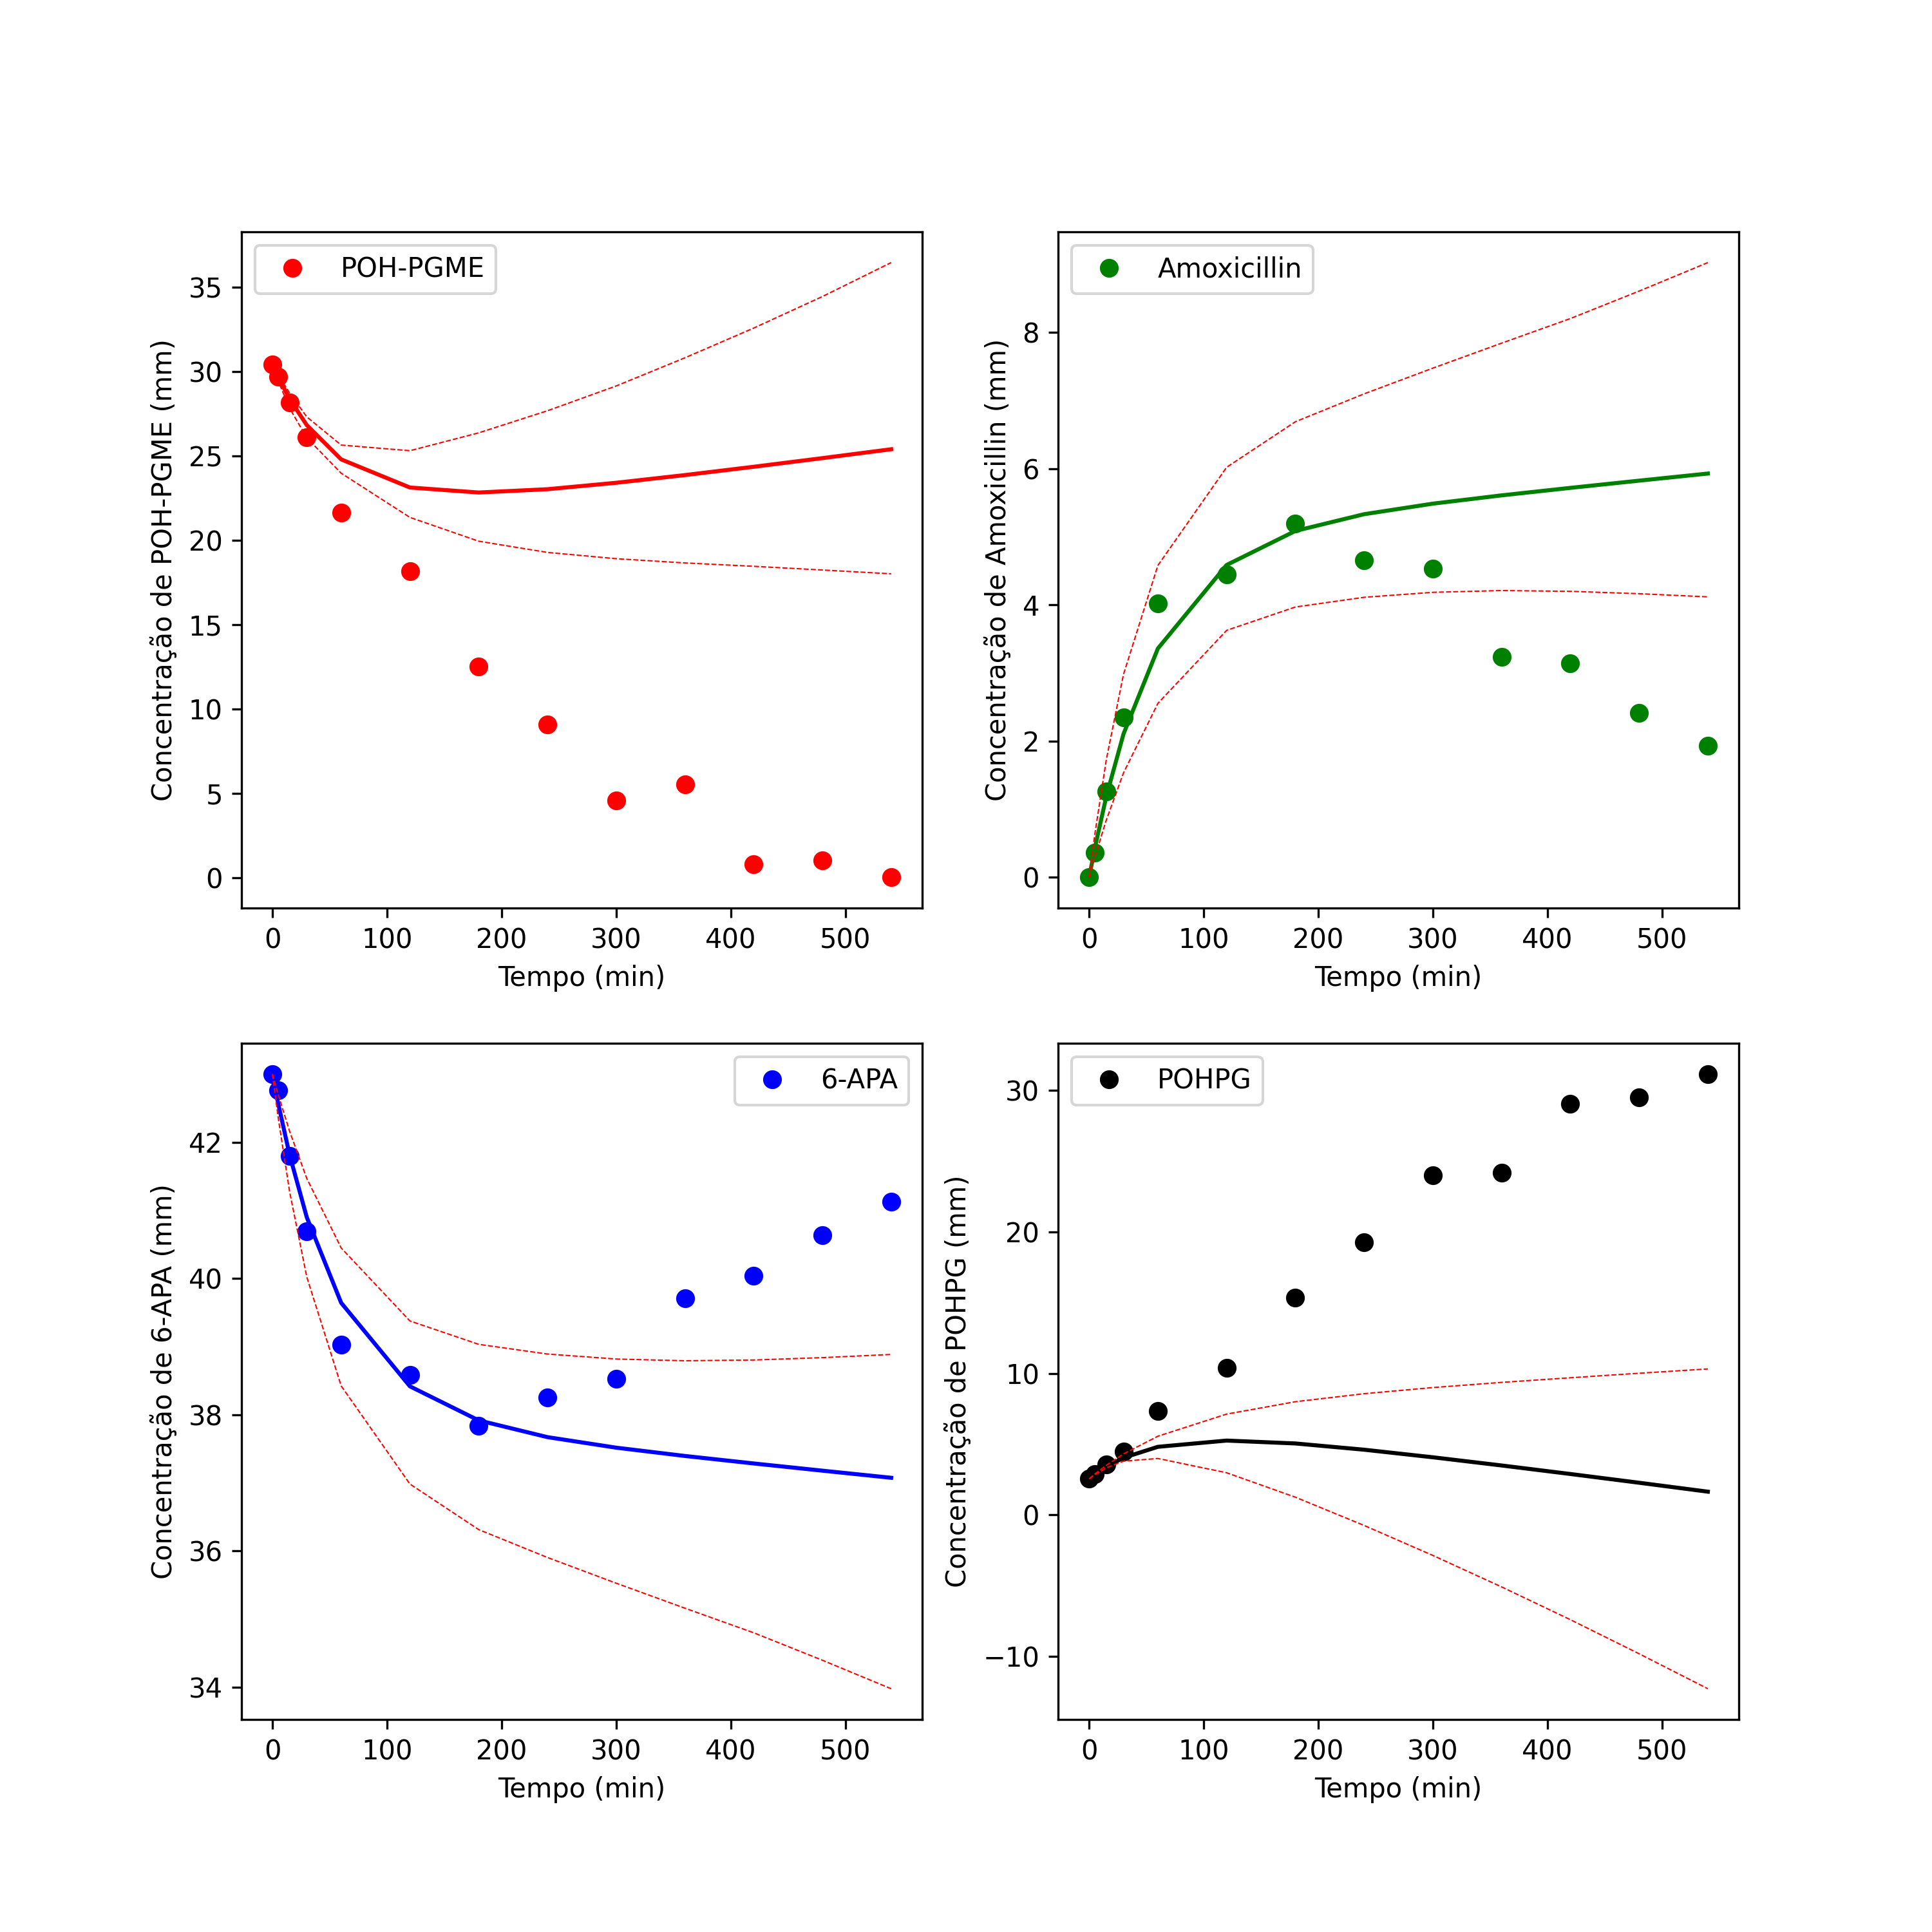 POH-PGME
Concentração de POH-PGME (mm)
35
30
25
20
15
10
5
0
0 100 200 300 400 500
Tempo (min)
Amoxicillin
Concentração de Amoxicillin (mm)
8
6
4
2
0
0 100 200 300 400 500
Tempo (min)
6-APA
Concentração de 6-APA (mm)
42
40
38
36
34
0 100 200 300 400 500
Tempo (min)
POHPG
Concentração de POHPG (mm)
30
20
10
0
−10
0 100 200 300 400 500
Tempo (min)